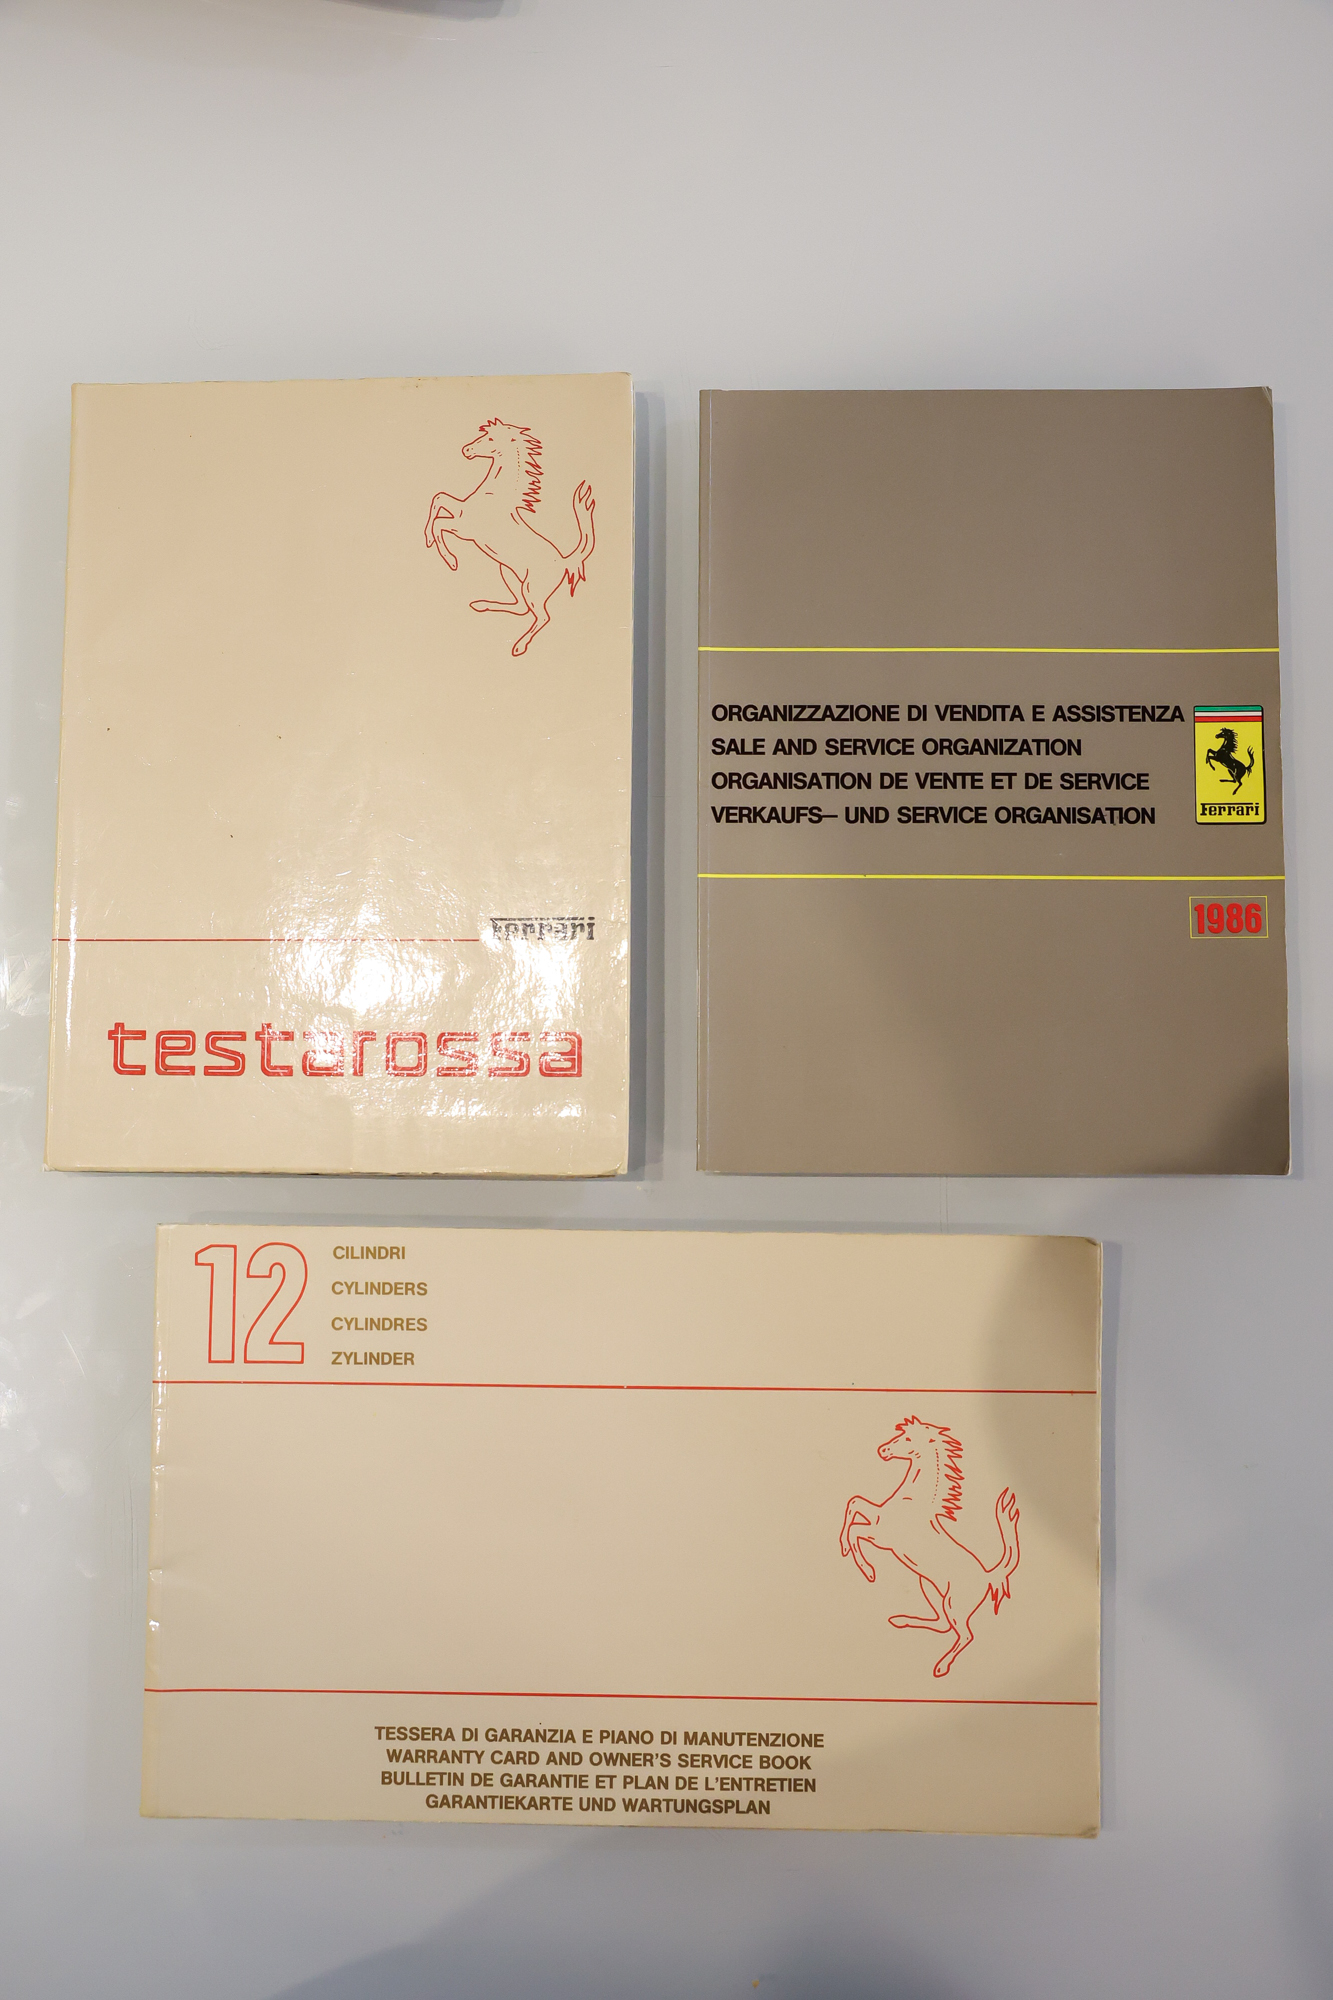 Ferrari
testarossa
ORGANIZZAZIONE DI VENDITA E ASSISTENZA
SALE AND SERVICE ORGANIZATION
ORGANISATION DE VENTE ET DE SERVICE
VERKAUFS— UND SERVICE ORGANISATION
Ferrari
1986
12
CILINDRI
CYLINDERS
CYLINDRES
ZYLINDER
TESSERA DI GARANZIA E PIANO DI MANUTENZIONE
WARRANTY CARD AND OWNER'S SERVICE BOOK
BULLETIN DE GARANTIE ET PLAN DE L'ENTRETIEN
GARANTIEKARTE UND WARTUNGSPLAN